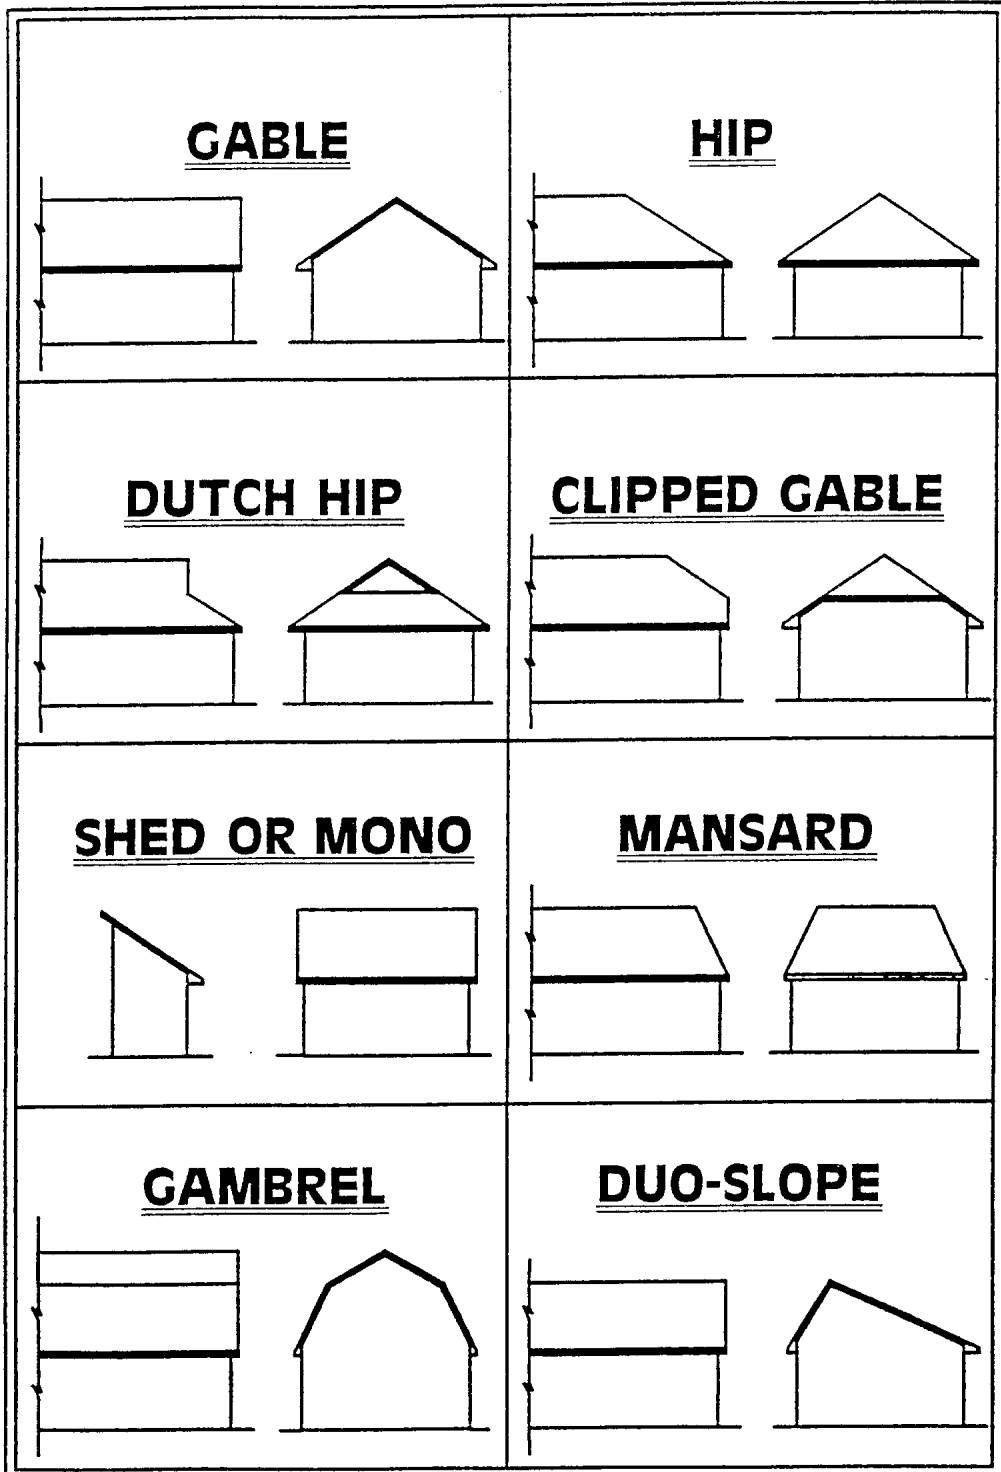 GABLE
HIP
DUTCH HIP
CLIPPED GABLE
SHED OR MONO
MANSARD
GAMBREL
DUO-SLOPE